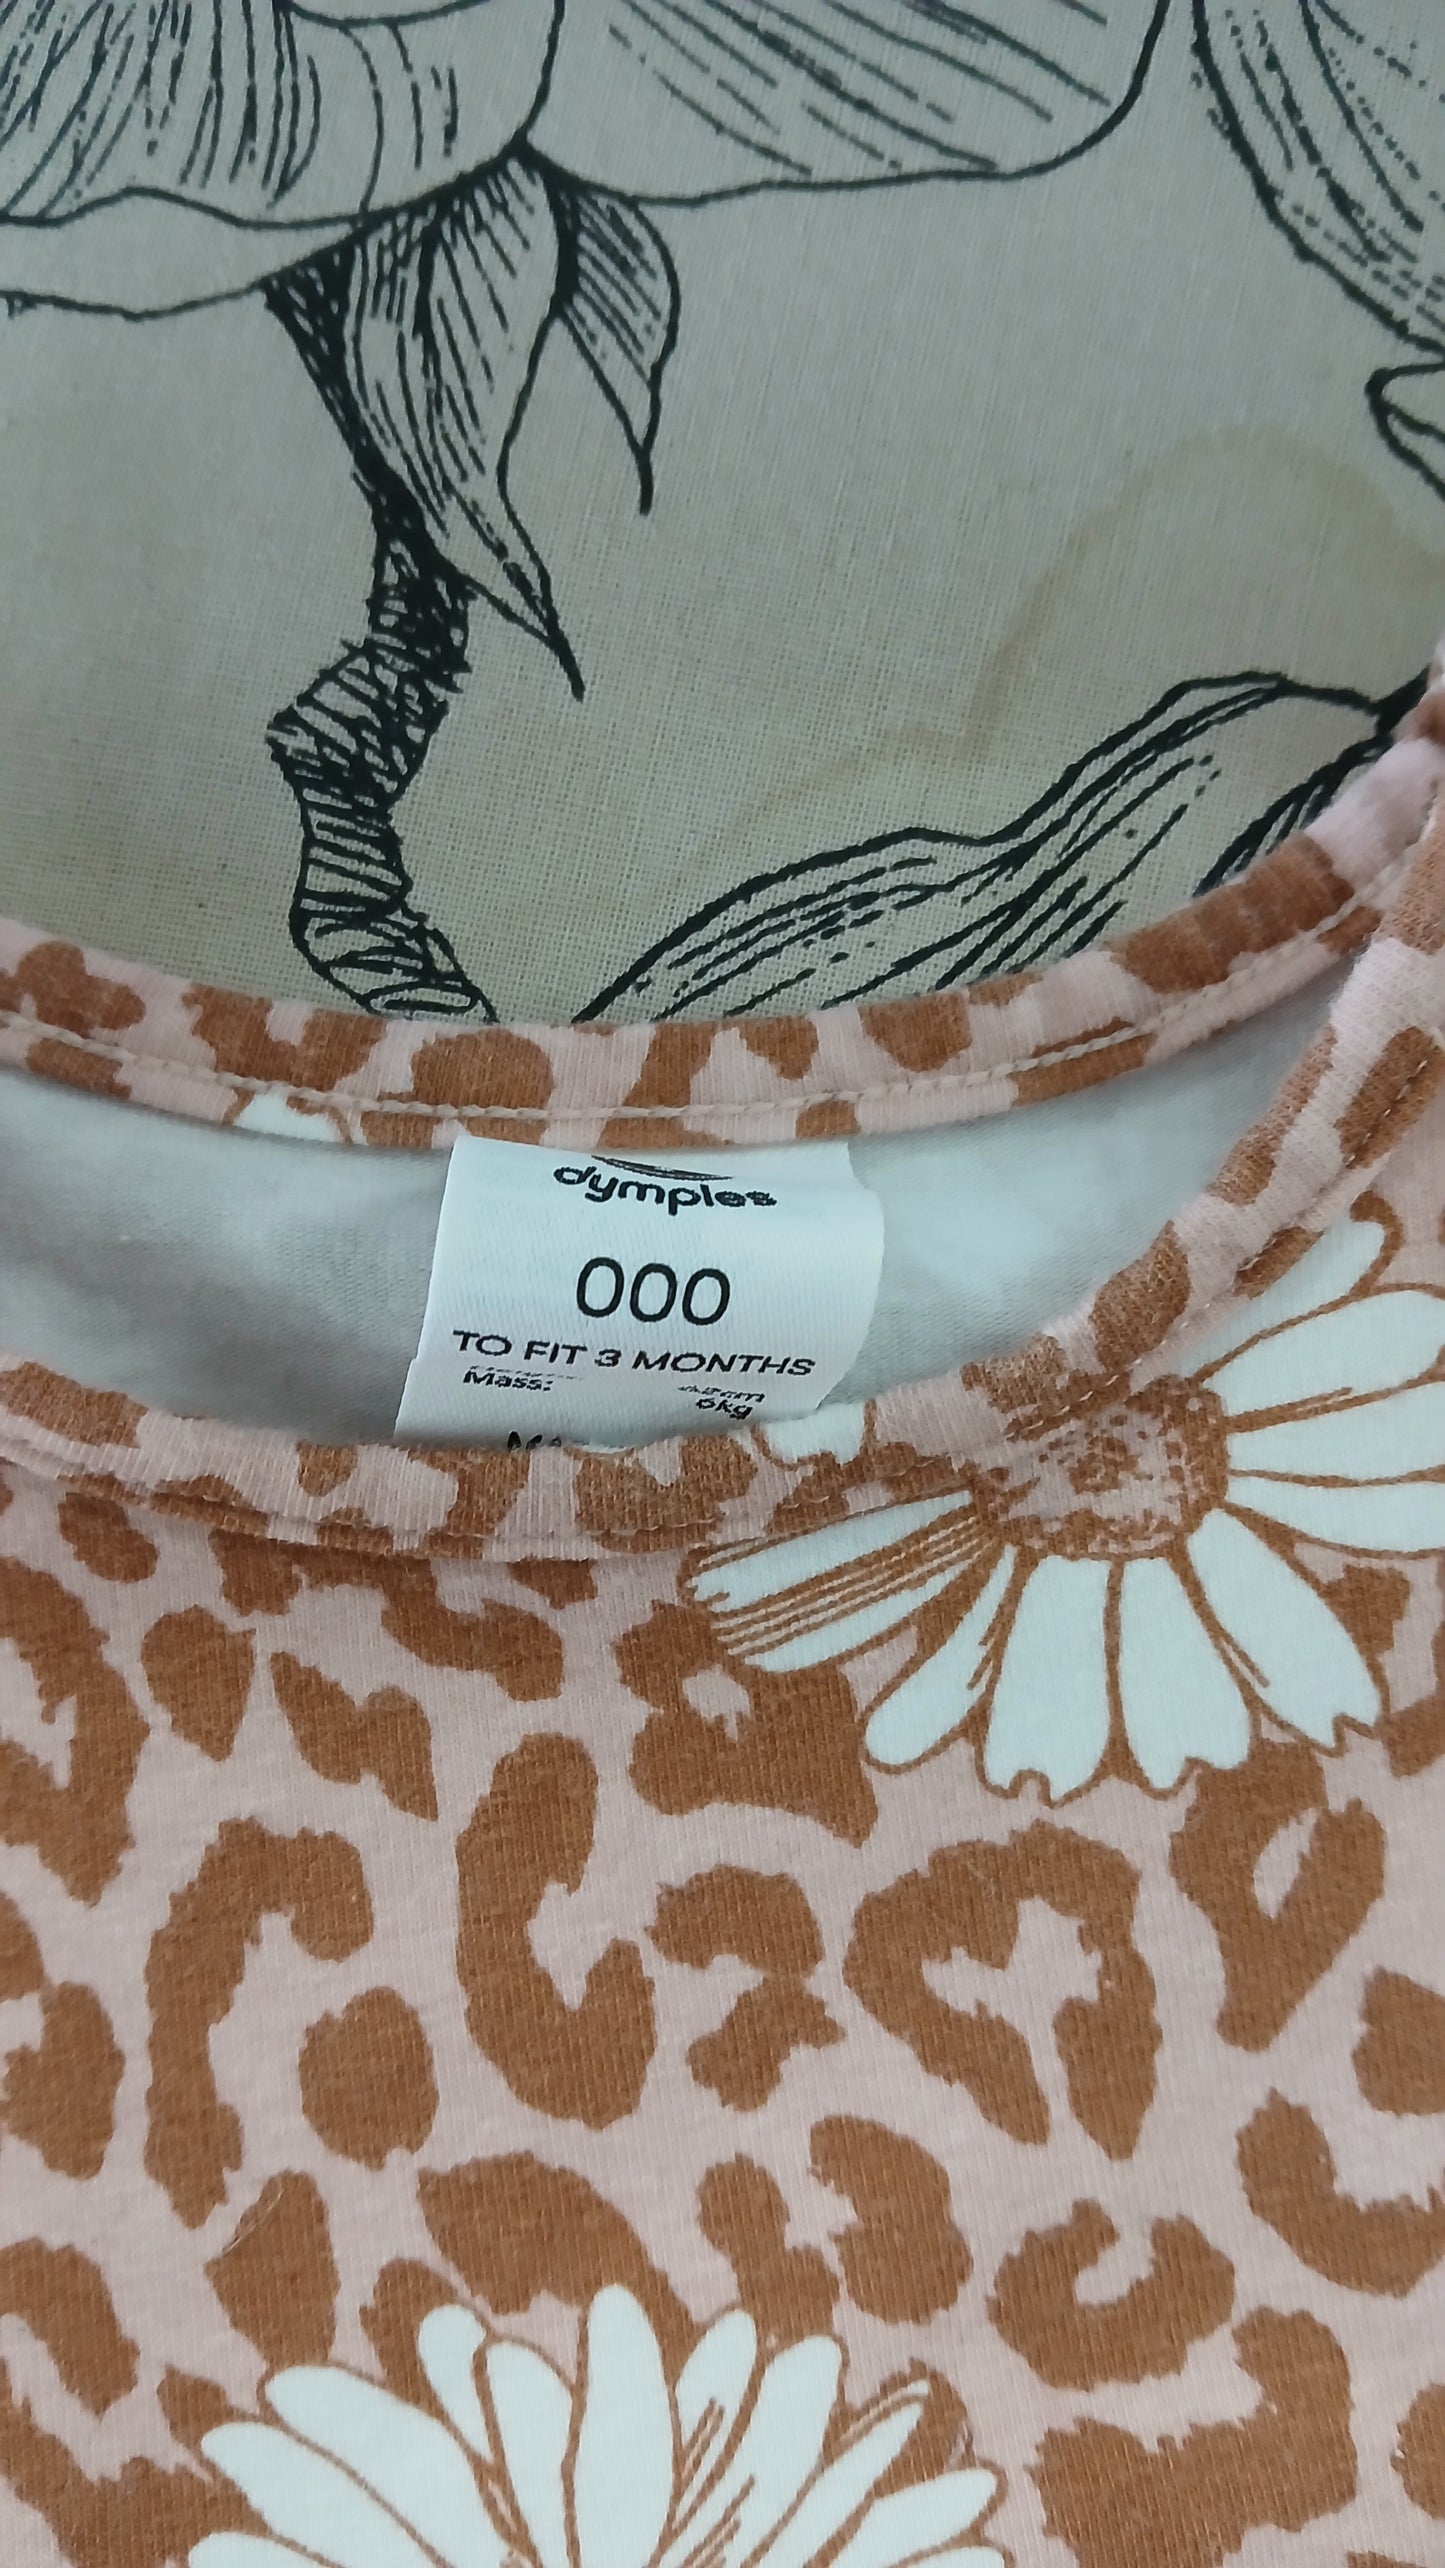 dymples
000
TO FIT 3 MONTHS
Mass: 6kg